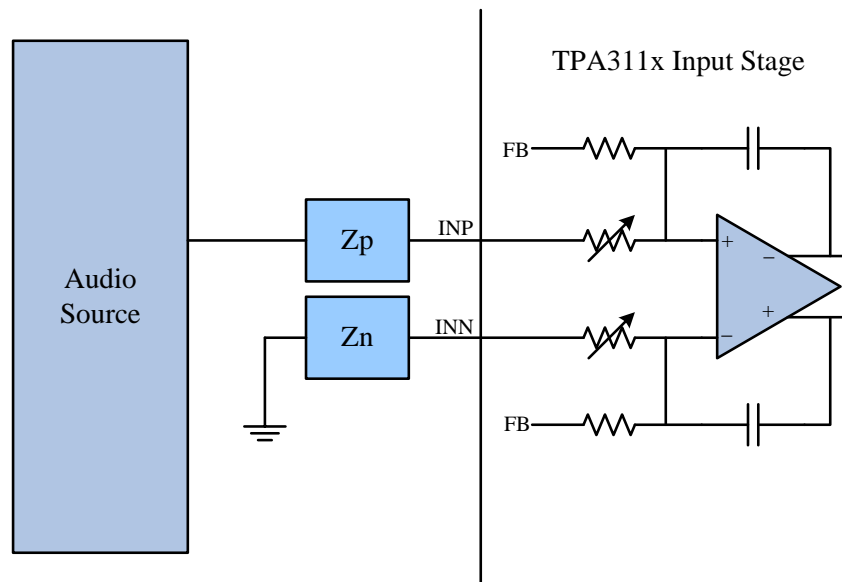 TPA311x Input Stage
FB
Zp
INP
+
−
Audio
Source
Zn
INN
+
−
FB